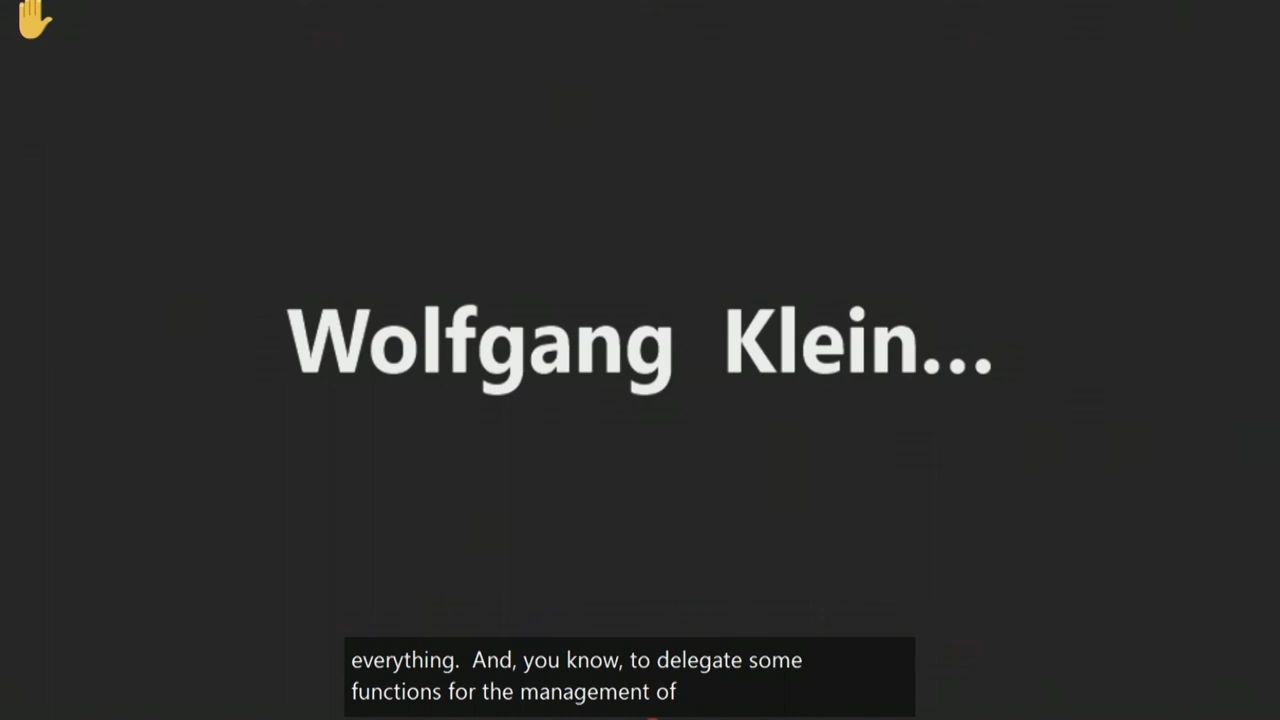 Wolfgang Klein...
everything. And, you know, to delegate some
functions for the management of